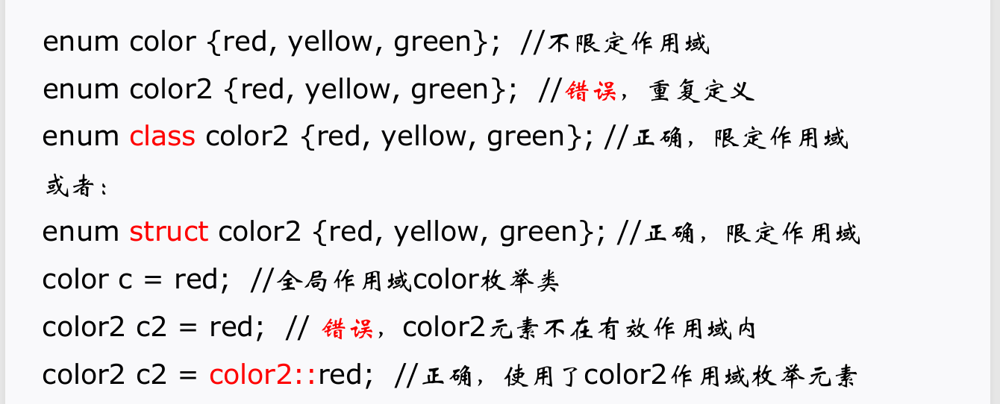 enum color {red, yellow, green};  //不限定作用域
enum color2 {red, yellow, green};  //错误，重复定义
enum class color2 {red, yellow, green}; //正确，限定作用域
或者：
enum struct color2 {red, yellow, green}; //正确，限定作用域
color c = red;  //全局作用域color枚举类
color2 c2 = red;  // 错误，color2元素不在有效作用域内
color2 c2 = color2::red;  //正确，使用了color2作用域枚举元素